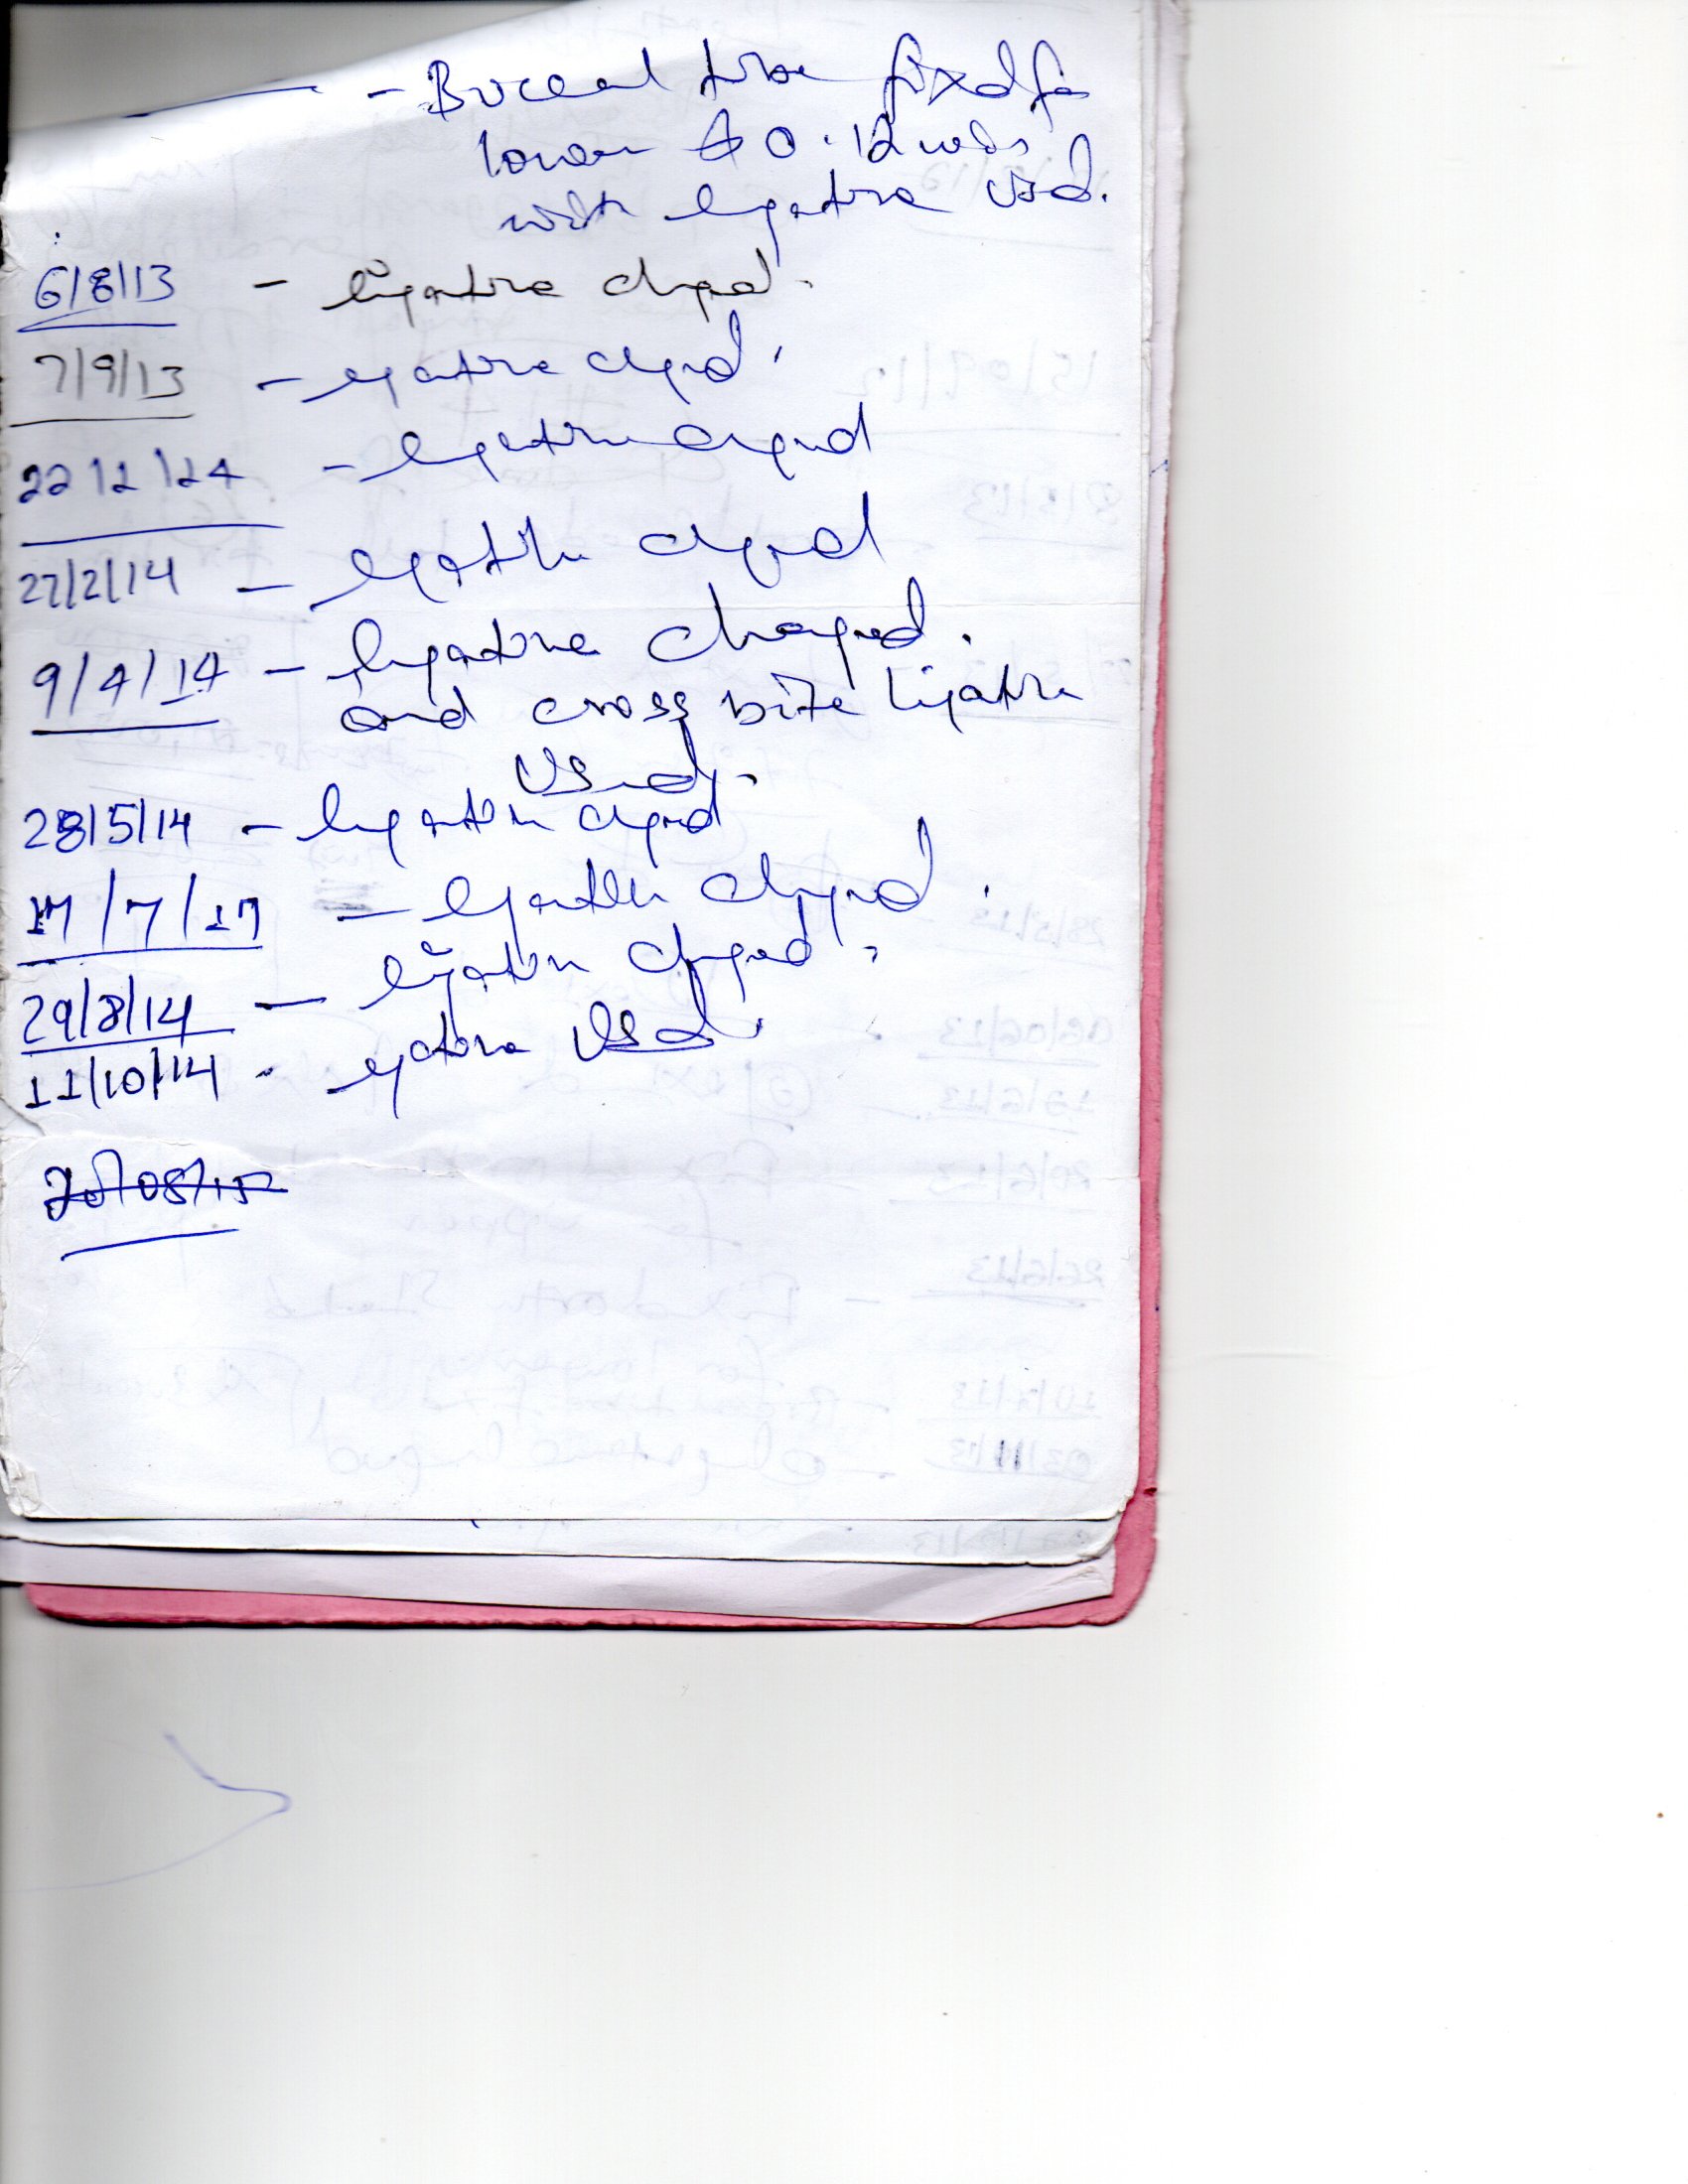 - Buccal tube fixed for
lower & 0.12 wire
with ligature used.
6/8/13 - ligature changed.
7/9/13 - ligature changed.
22/1/14 - ligature changed
27/2/14 - ligature changed
9/4/14 - ligature changed.
and cross bite ligature
used.
28/5/14 - ligature changed
17/7/17 - ligature changed.
29/8/14 - ligature changed.
11/10/14 - ligature used.
20/08/15